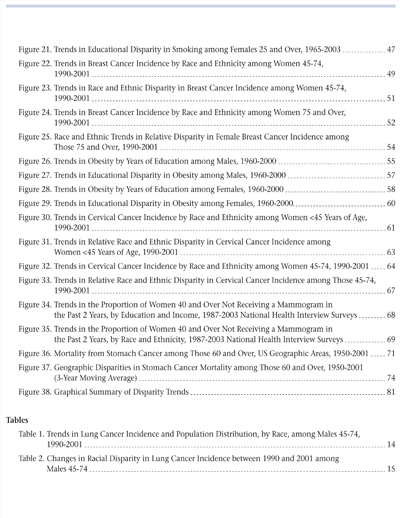 Figure 21. Trends in Educational Disparity in Smoking among Females 25 and Over, 1965-2003 .............. 47
Figure 22. Trends in Breast Cancer Incidence by Race and Ethnicity among Women 45-74,
1990-2001 .............. 49
Figure 23. Trends in Race and Ethnic Disparity in Breast Cancer Incidence among Women 45-74,
1990-2001 .............. 51
Figure 24. Trends in Breast Cancer Incidence by Race and Ethnicity among Women 75 and Over,
1990-2001 .............. 52
Figure 25. Race and Ethnic Trends in Relative Disparity in Female Breast Cancer Incidence among
Those 75 and Over, 1990-2001 .............. 54
Figure 26. Trends in Obesity by Years of Education among Males, 1960-2000 .............. 55
Figure 27. Trends in Educational Disparity in Obesity among Males, 1960-2000 .............. 57
Figure 28. Trends in Obesity by Years of Education among Females, 1960-2000 .............. 58
Figure 29. Trends in Educational Disparity in Obesity among Females, 1960-2000 .............. 60
Figure 30. Trends in Cervical Cancer Incidence by Race and Ethnicity among Women <45 Years of Age,
1990-2001 .............. 61
Figure 31. Trends in Relative Race and Ethnic Disparity in Cervical Cancer Incidence among
Women <45 Years of Age, 1990-2001 .............. 63
Figure 32. Trends in Cervical Cancer Incidence by Race and Ethnicity among Women 45-74, 1990-2001 ..... 64
Figure 33. Trends in Relative Race and Ethnic Disparity in Cervical Cancer Incidence among Those 45-74,
1990-2001 .............. 67
Figure 34. Trends in the Proportion of Women 40 and Over Not Receiving a Mammogram in
the Past 2 Years, by Education and Income, 1987-2003 National Health Interview Surveys ........ 68
Figure 35. Trends in the Proportion of Women 40 and Over Not Receiving a Mammogram in
the Past 2 Years, by Race and Ethnicity, 1987-2003 National Health Interview Surveys .............. 69
Figure 36. Mortality from Stomach Cancer among Those 60 and Over, US Geographic Areas, 1950-2001 ..... 71
Figure 37. Geographic Disparities in Stomach Cancer Mortality among Those 60 and Over, 1950-2001
(3-Year Moving Average) .............. 74
Figure 38. Graphical Summary of Disparity Trends .............. 81
Tables
Table 1. Trends in Lung Cancer Incidence and Population Distribution, by Race, among Males 45-74,
1990-2001 .............. 14
Table 2. Changes in Racial Disparity in Lung Cancer Incidence between 1990 and 2001 among
Males 45-74 .............. 15